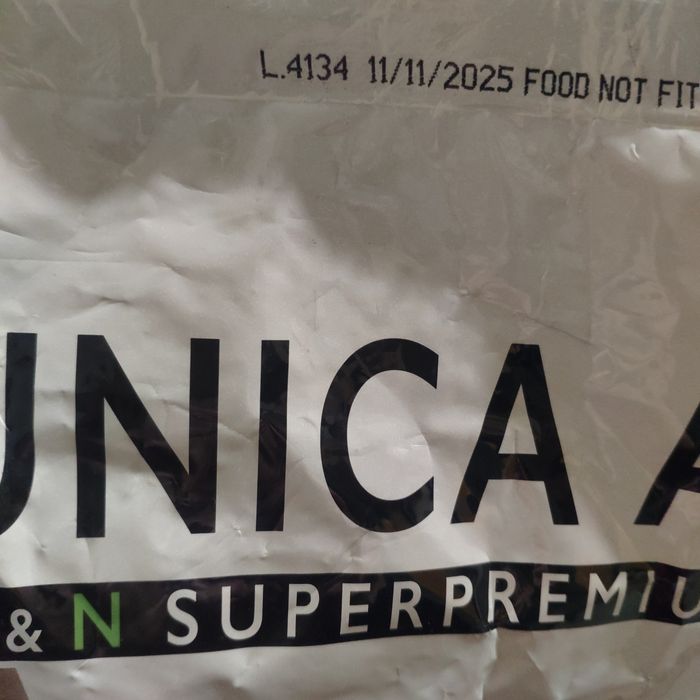 L.4134 11/11/2025 FOOD NOT FIT
UNICA A
& N SUPERPREMIU